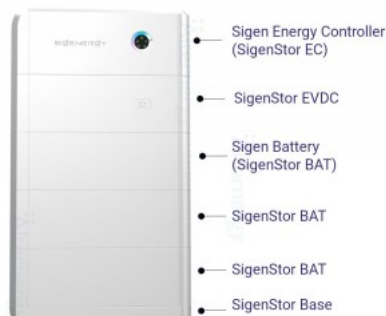 SIGENERGY
Sigen Energy Controller
(SigenStor EC)
SigenStor EVDC
Sigen Battery
(SigenStor BAT)
SigenStor BAT
SigenStor BAT
SigenStor Base